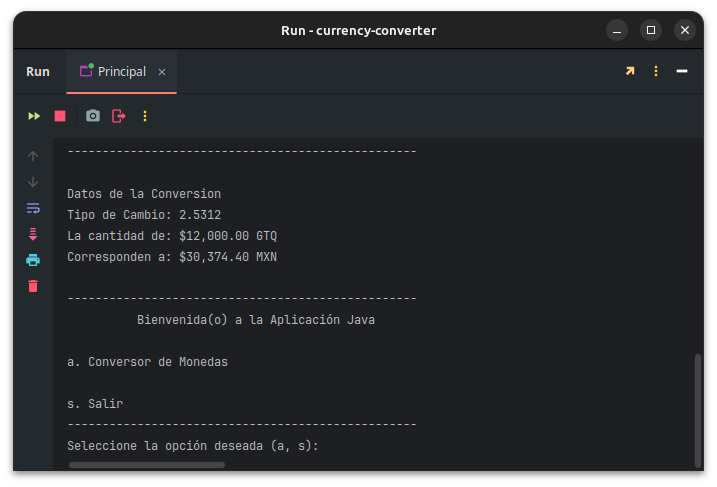 Run - currency-converter
Run
Principal
--------------------------------------------------
Datos de la Conversion
Tipo de Cambio: 2.5312
La cantidad de: $12,000.00 GTQ
Corresponden a: $30,374.40 MXN
--------------------------------------------------
Bienvenida(o) a la Aplicación Java
a. Conversor de Monedas
s. Salir
--------------------------------------------------
Seleccione la opción deseada (a, s):